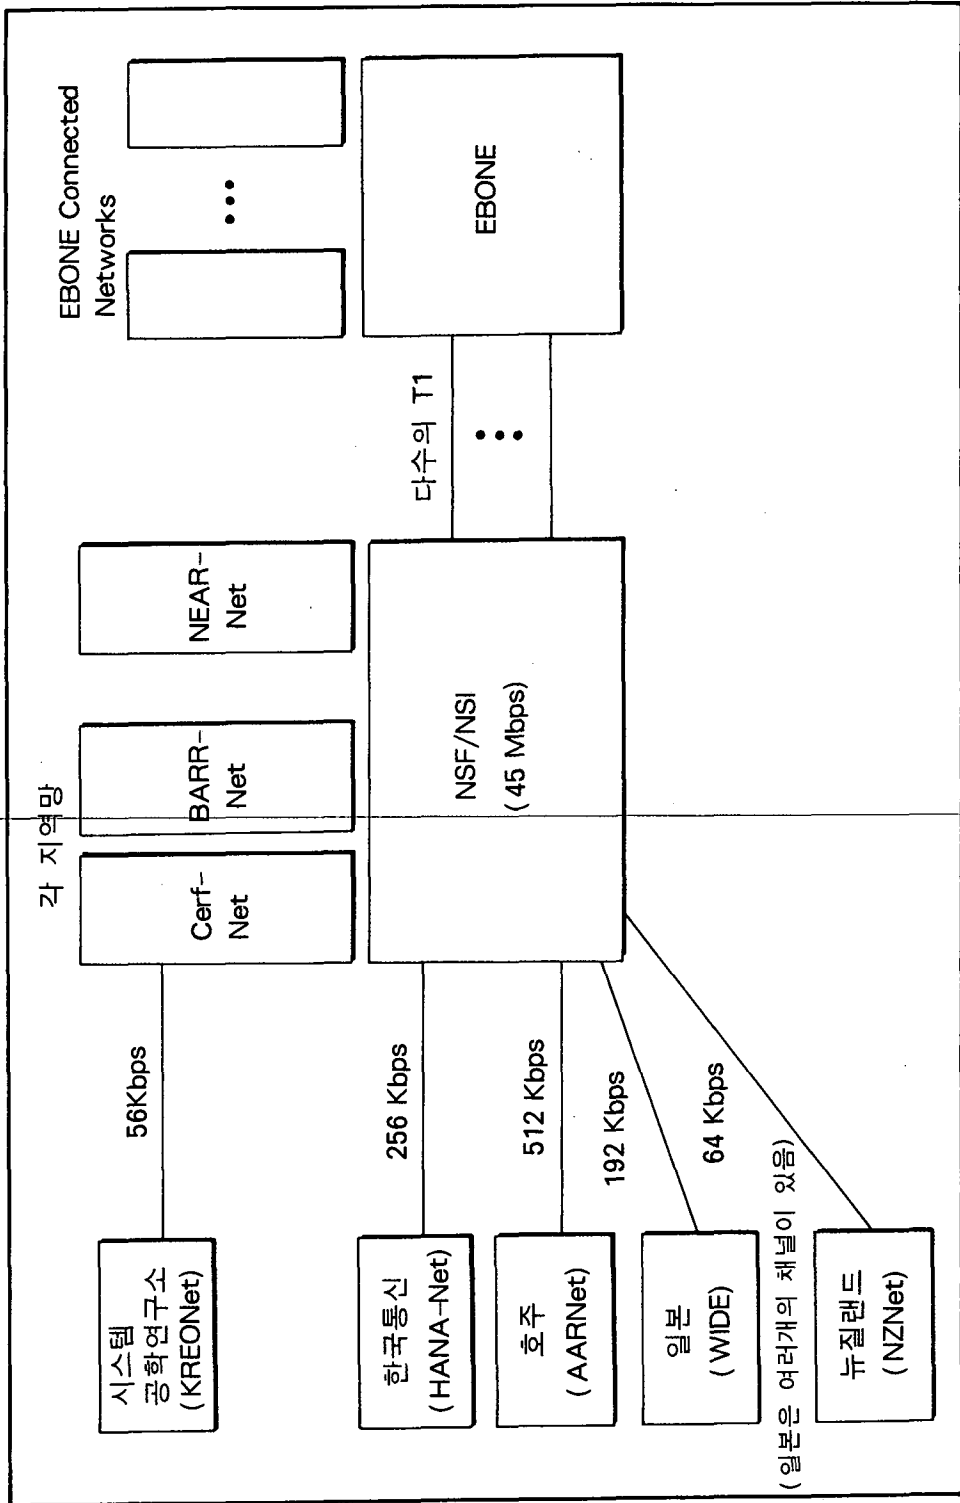 각 지역망
EBONE Connected
Networks
시스템
공학연구소
(KREONet)
56Kbps
Cerf-
Net
BARR-
Net
NEAR-
Net
한국통신
(HANA-Net)
256 Kbps
호주
(AARNet)
512 Kbps
일본
(WIDE)
192 Kbps
(일본은 여러개의 채널이 있음)
뉴질랜드
(NZNet)
64 Kbps
NSF/NSI
(45 Mbps)
다수의 T1
•••
EBONE
•••